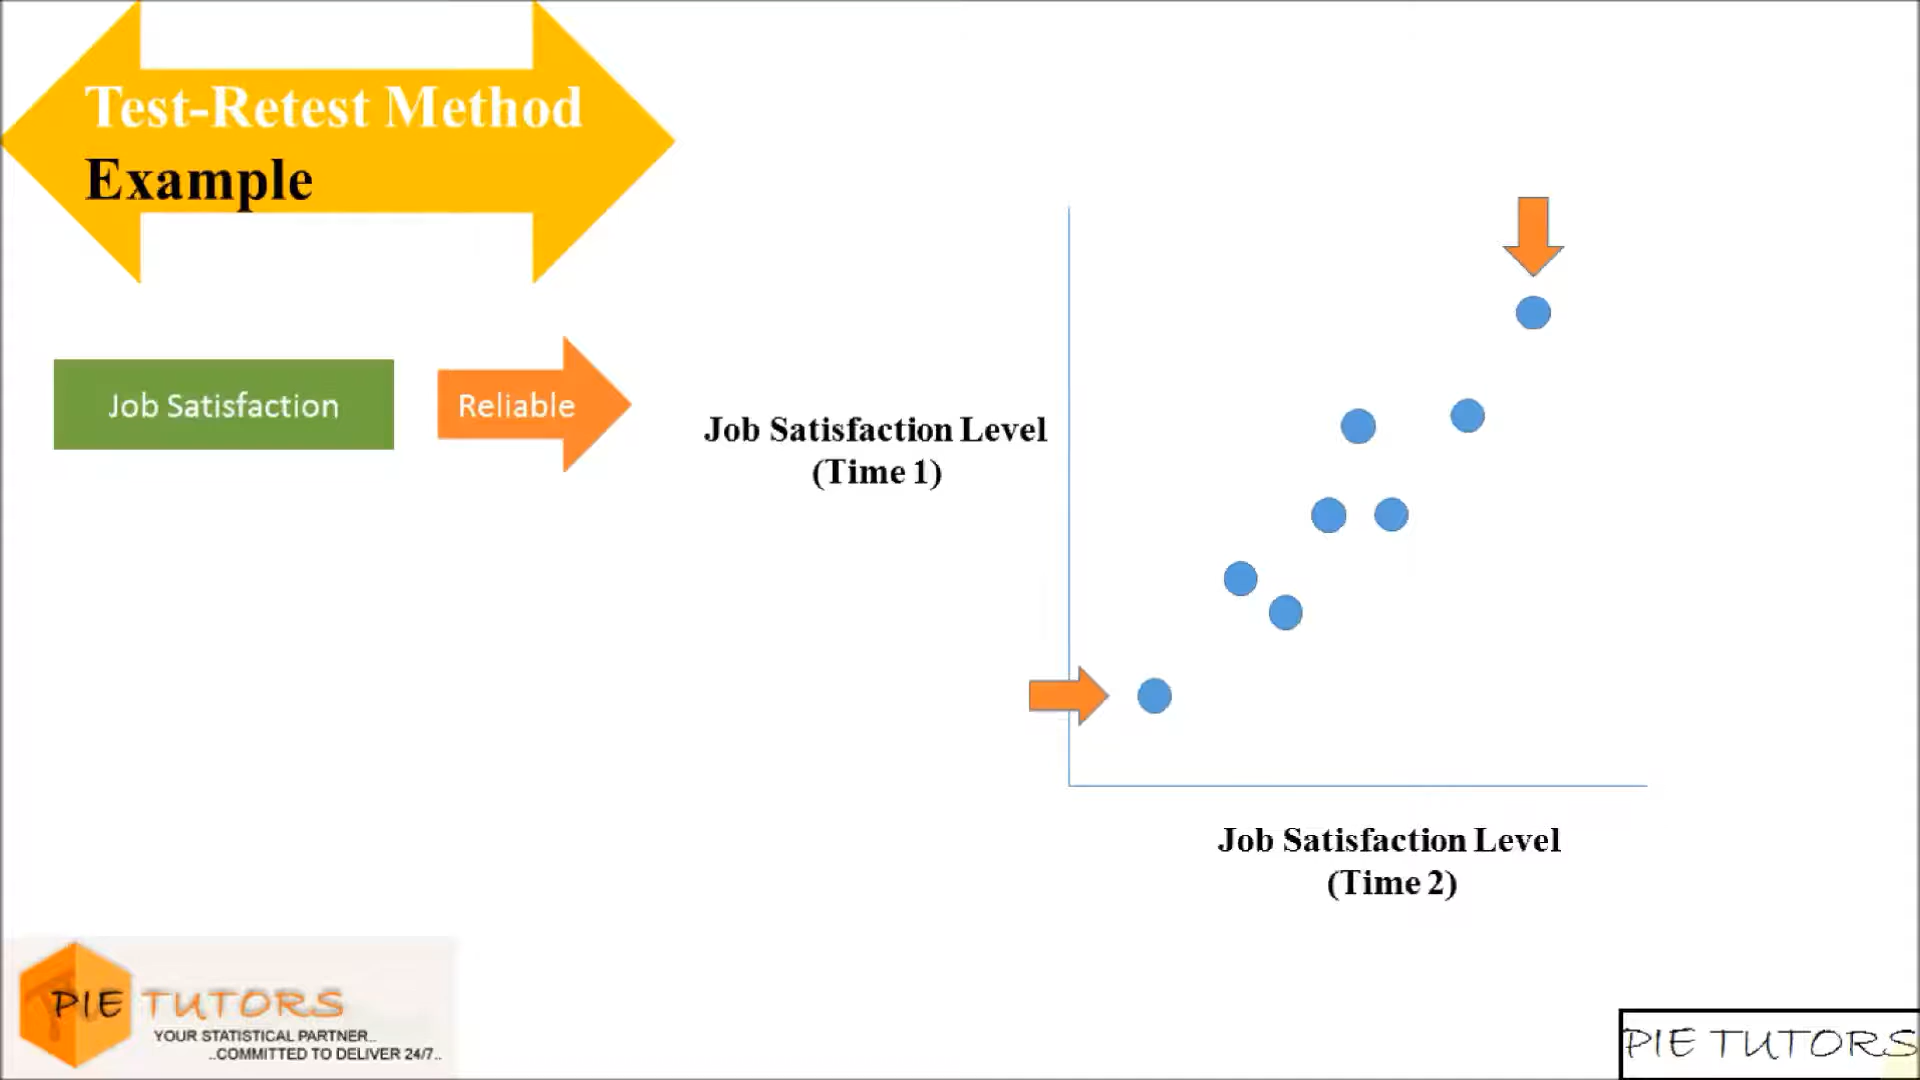 Test-Retest Method
Example
Job Satisfaction
Reliable
Job Satisfaction Level
(Time 1)
Job Satisfaction Level
(Time 2)
PIE TUTORS
YOUR STATISTICAL PARTNER..
..COMMITTED TO DELIVER 24/7..
PIE TUTORS